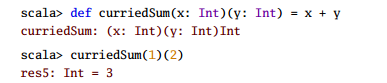 scala> def curriedSum(x: Int)(y: Int) = x + y
curriedSum: (x: Int)(y: Int)Int
scala> curriedSum(1)(2)
res5: Int = 3